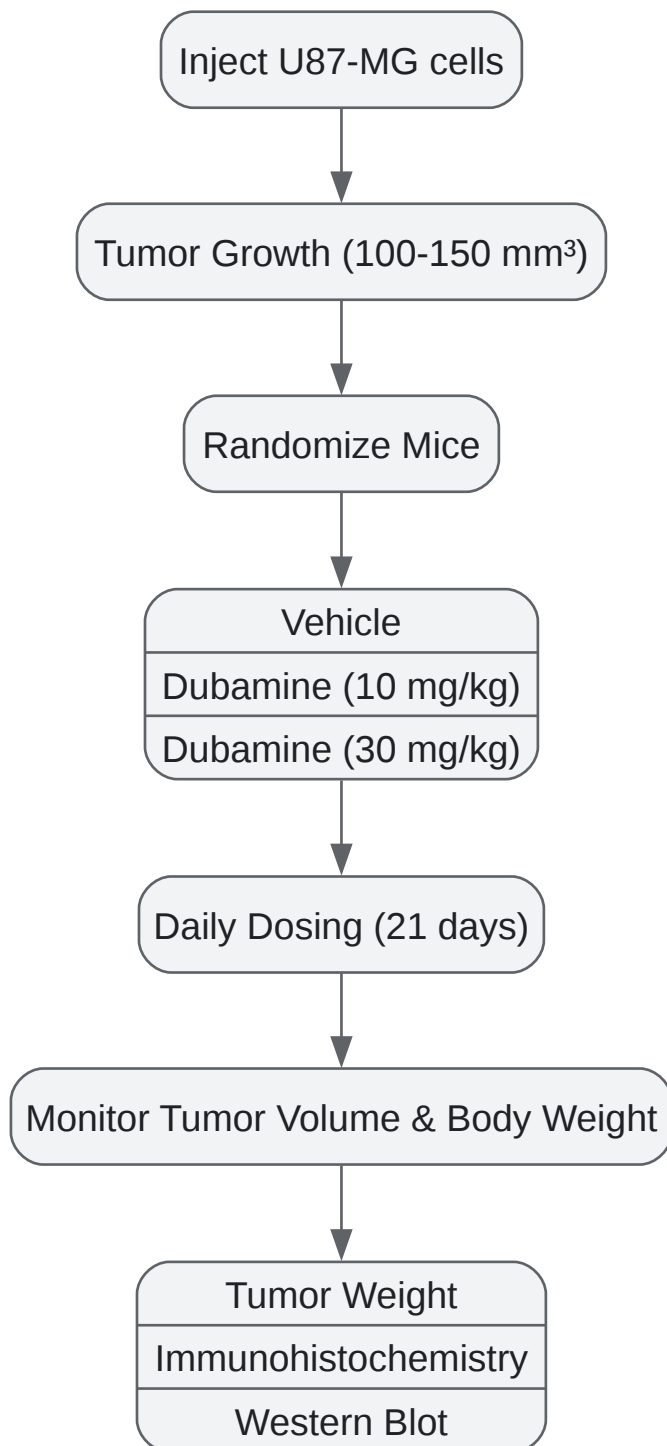 Inject U87-MG cells
Tumor Growth (100-150 mm³)
Randomize Mice
Vehicle
Dubamine (10 mg/kg)
Dubamine (30 mg/kg)
Daily Dosing (21 days)
Monitor Tumor Volume & Body Weight
Tumor Weight
Immunohistochemistry
Western Blot